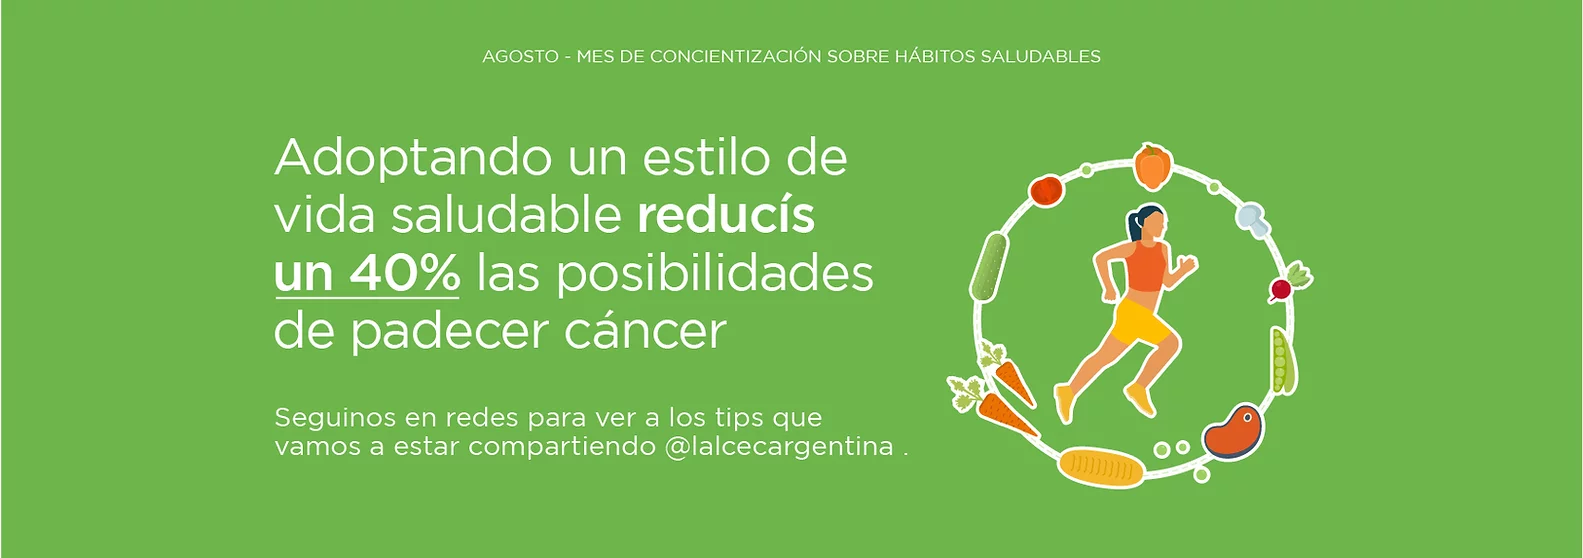 AGOSTO - MES DE CONCIENTIZACIÓN SOBRE HÁBITOS SALUDABLES
Adoptando un estilo de
vida saludable reducís
un 40% las posibilidades
de padecer cáncer
Seguinos en redes para ver a los tips que
vamos a estar compartiendo @lalcecargentina .